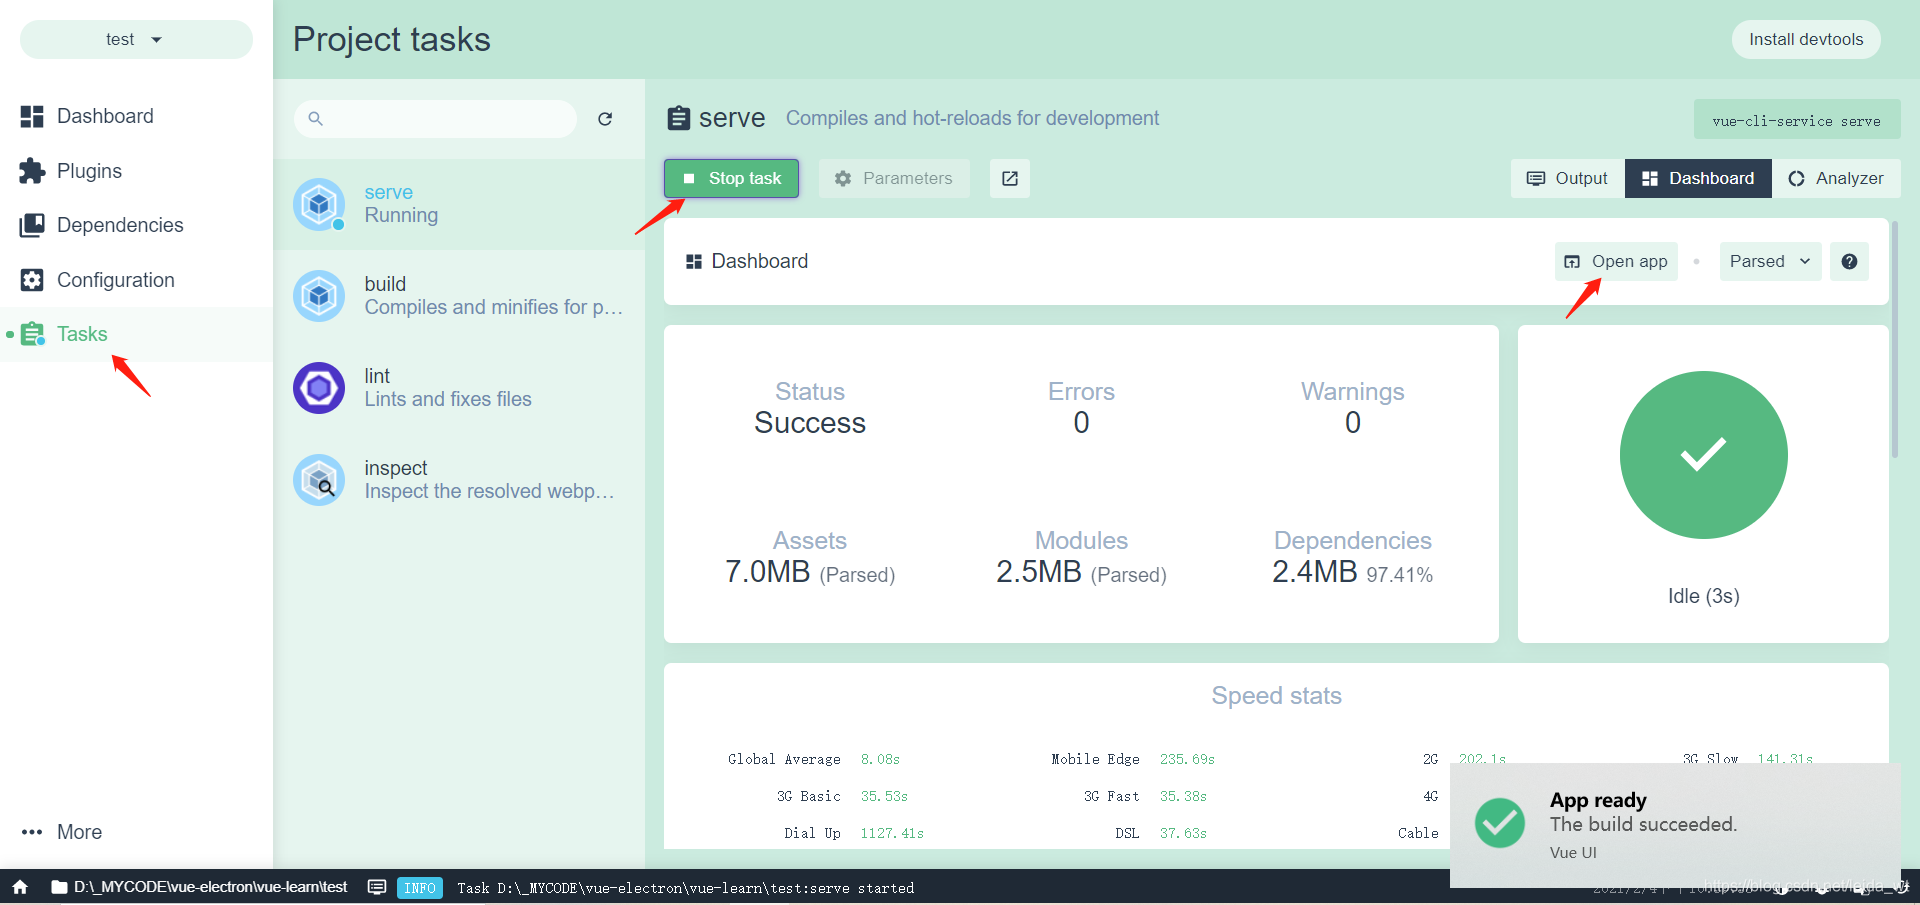 test
Project tasks
Install devtools
Dashboard
Plugins
Dependencies
Configuration
Tasks
More
serve
Running
build
Compiles and minifies for p…
lint
Lints and fixes files
inspect
Inspect the resolved webp…
serve Compiles and hot-reloads for development
vue-cli-service serve
Stop task
Parameters
Output
Dashboard
Analyzer
Dashboard
Open app
Parsed
Status
Success
Errors
0
Warnings
0
Assets
7.0MB (Parsed)
Modules
2.5MB (Parsed)
Dependencies
2.4MB 97.41%
Idle (3s)
Speed stats
Global Average 8.08s
Mobile Edge 235.69s
2G 202.1s
3G Slow 141.31s
3G Basic 35.53s
3G Fast 35.38s
4G
Dial Up 1127.41s
DSL 37.63s
Cable
App ready
The build succeeded.
Vue UI
D:\_MYCODE\vue-electron\vue-learn\test
INFO
Task D:\_MYCODE\vue-electron\vue-learn\test:serve started